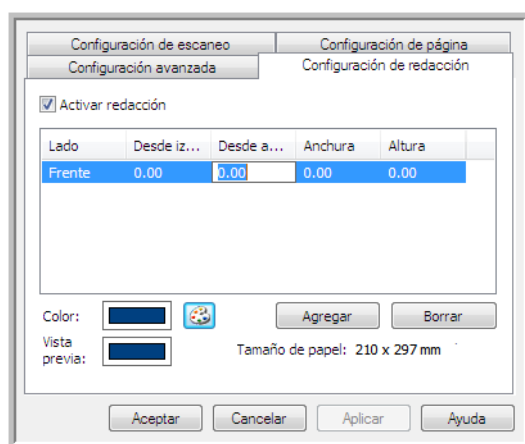 Configuración de escaneo Configuración de página
Configuración avanzada Configuración de redacción
Activar redacción
Lado Desde iz... Desde a... Anchura Altura
Frente 0.00 0.00 0.00 0.00
Color: Agregar Borrar
Vista previa: Tamaño de papel: 210 x 297 mm
Aceptar Cancelar Aplicar Ayuda